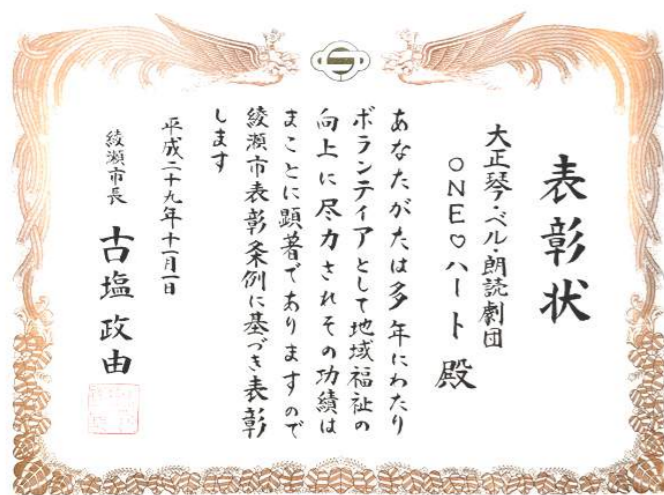 表彰状
大正琴・ベル・朗読劇団
ONE♡ハート殿
あなたがたは多年にわたり
ボランティアとして地域福祉の
向上に尽力されその功績は
まことに顕著でありますので
綾瀬市表彰条例に基づき表彰
します
平成二十九年十一月一日
綾瀬市長 古塩政由